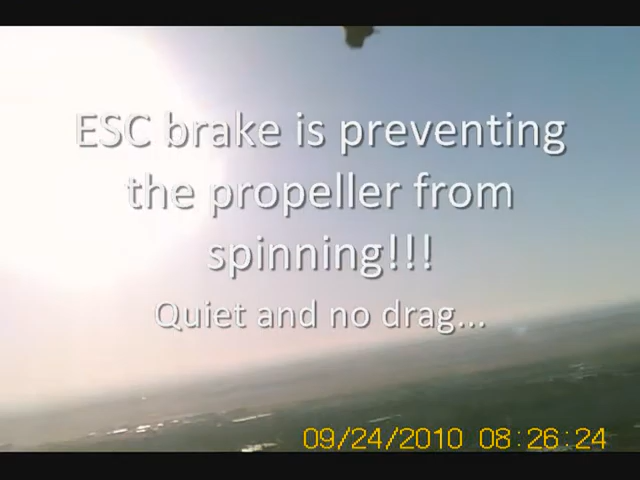 ESC brake is preventing
the propeller from
spinning!!!
Quiet and no drag...
09/24/2010 08:26:24